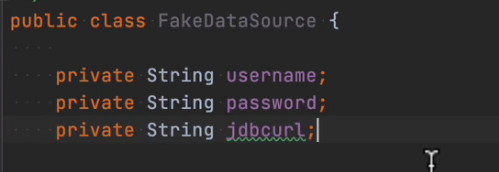 public class FakeDataSource {
private String username;
private String password;
private String jdbcurl;